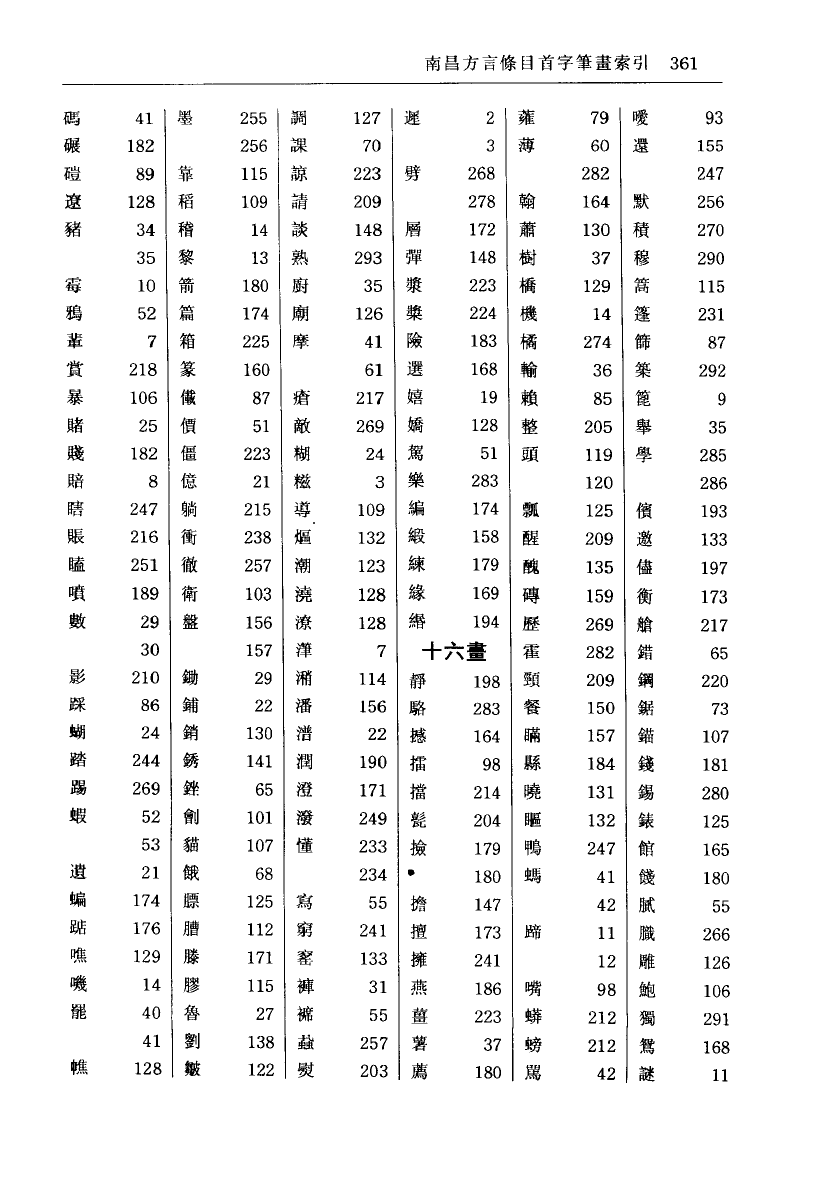 南昌方言條目首字筆畫索引 361
碼 41
碾 182
磑 89
遼 128
豬 34
35
霉 10
鴉 52
輩 7
賞 218
暴 106
賭 25
賤 182
賠 8
瞎 247
賬 216
瞌 251
噴 189
數 29
30
影 210
踩 86
蝴 24
踏 244
踢 269
蝦 52
53
遺 21
蝙 174
踮 176
噍 129
嘰 14
罷 40
41
128
墨 255
256
靠 115
稻 109
稽 14
黎 13
箭 180
篇 174
箱 225
篆 160
儎 87
價 51
僵 223
億 21
躺 215
衝 238
徹 257
衛 103
盤 156
157
鋤 29
鋪 22
銷 130
銹 141
銼 65
劊 101
貓 107
餓 68
膘 125
112
滕 171
膠 115
魯 27
劉 138
皺 122
調 127
課 70
諒 223
請 209
談 148
熟 293
廚 35
廟 126
摩 41
61
瘡 217
敵 269
糊 24
糍 3
導 109
熰 132
潮 123
澆 128
潦 128
潷 7
114
潘 156
潽 22
潤 190
澄 171
潑 249
懂 233
234
寫 55
窮 241
窰 133
褲 31
褯 55
蝨 257
熨 203
遲 2
3
劈 268
278
層 172
彈 148
漿 223
槳 224
險 183
選 168
嬉 19
嬌 128
駕 51
樂 283
編 174
緞 158
練 179
緣 169
緡 194
十六畫
靜 198
駱 283
撼 164
擂 98
擋 214
甏 204
撿 179
180
擔 147
擅 173
擁 241
燕 186
薑 223
薯 37
薦 180
蕹 79
薄 60
282
翰 164
蕭 130
樹 37
橋 129
機 14
橘 274
輸 36
賴 85
整 205
頭 119
120
瓢 125
醒 209
醜 135
磚 159
歷 269
霍 282
頸 209
餐 150
瞞 157
縣 184
曉 131
瞘 132
鴨 247
螞 41
42
蹄 11
12
嘴 98
蟒 212
螃 212
罵 42
噯 93
還 155
247
默 256
積 270
穆 290
篙 115
篷 231
篩 87
築 292
篦 9
舉 35
學 285
286
儐 193
邀 133
儘 197
衡 173
艙 217
錯 65
鋼 220
鋸 73
錨 107
錢 181
錫 280
錶 125
館 165
餞 180
膩 55
職 266
雕 126
鮑 106
獨 291
鴛 168
謎 11